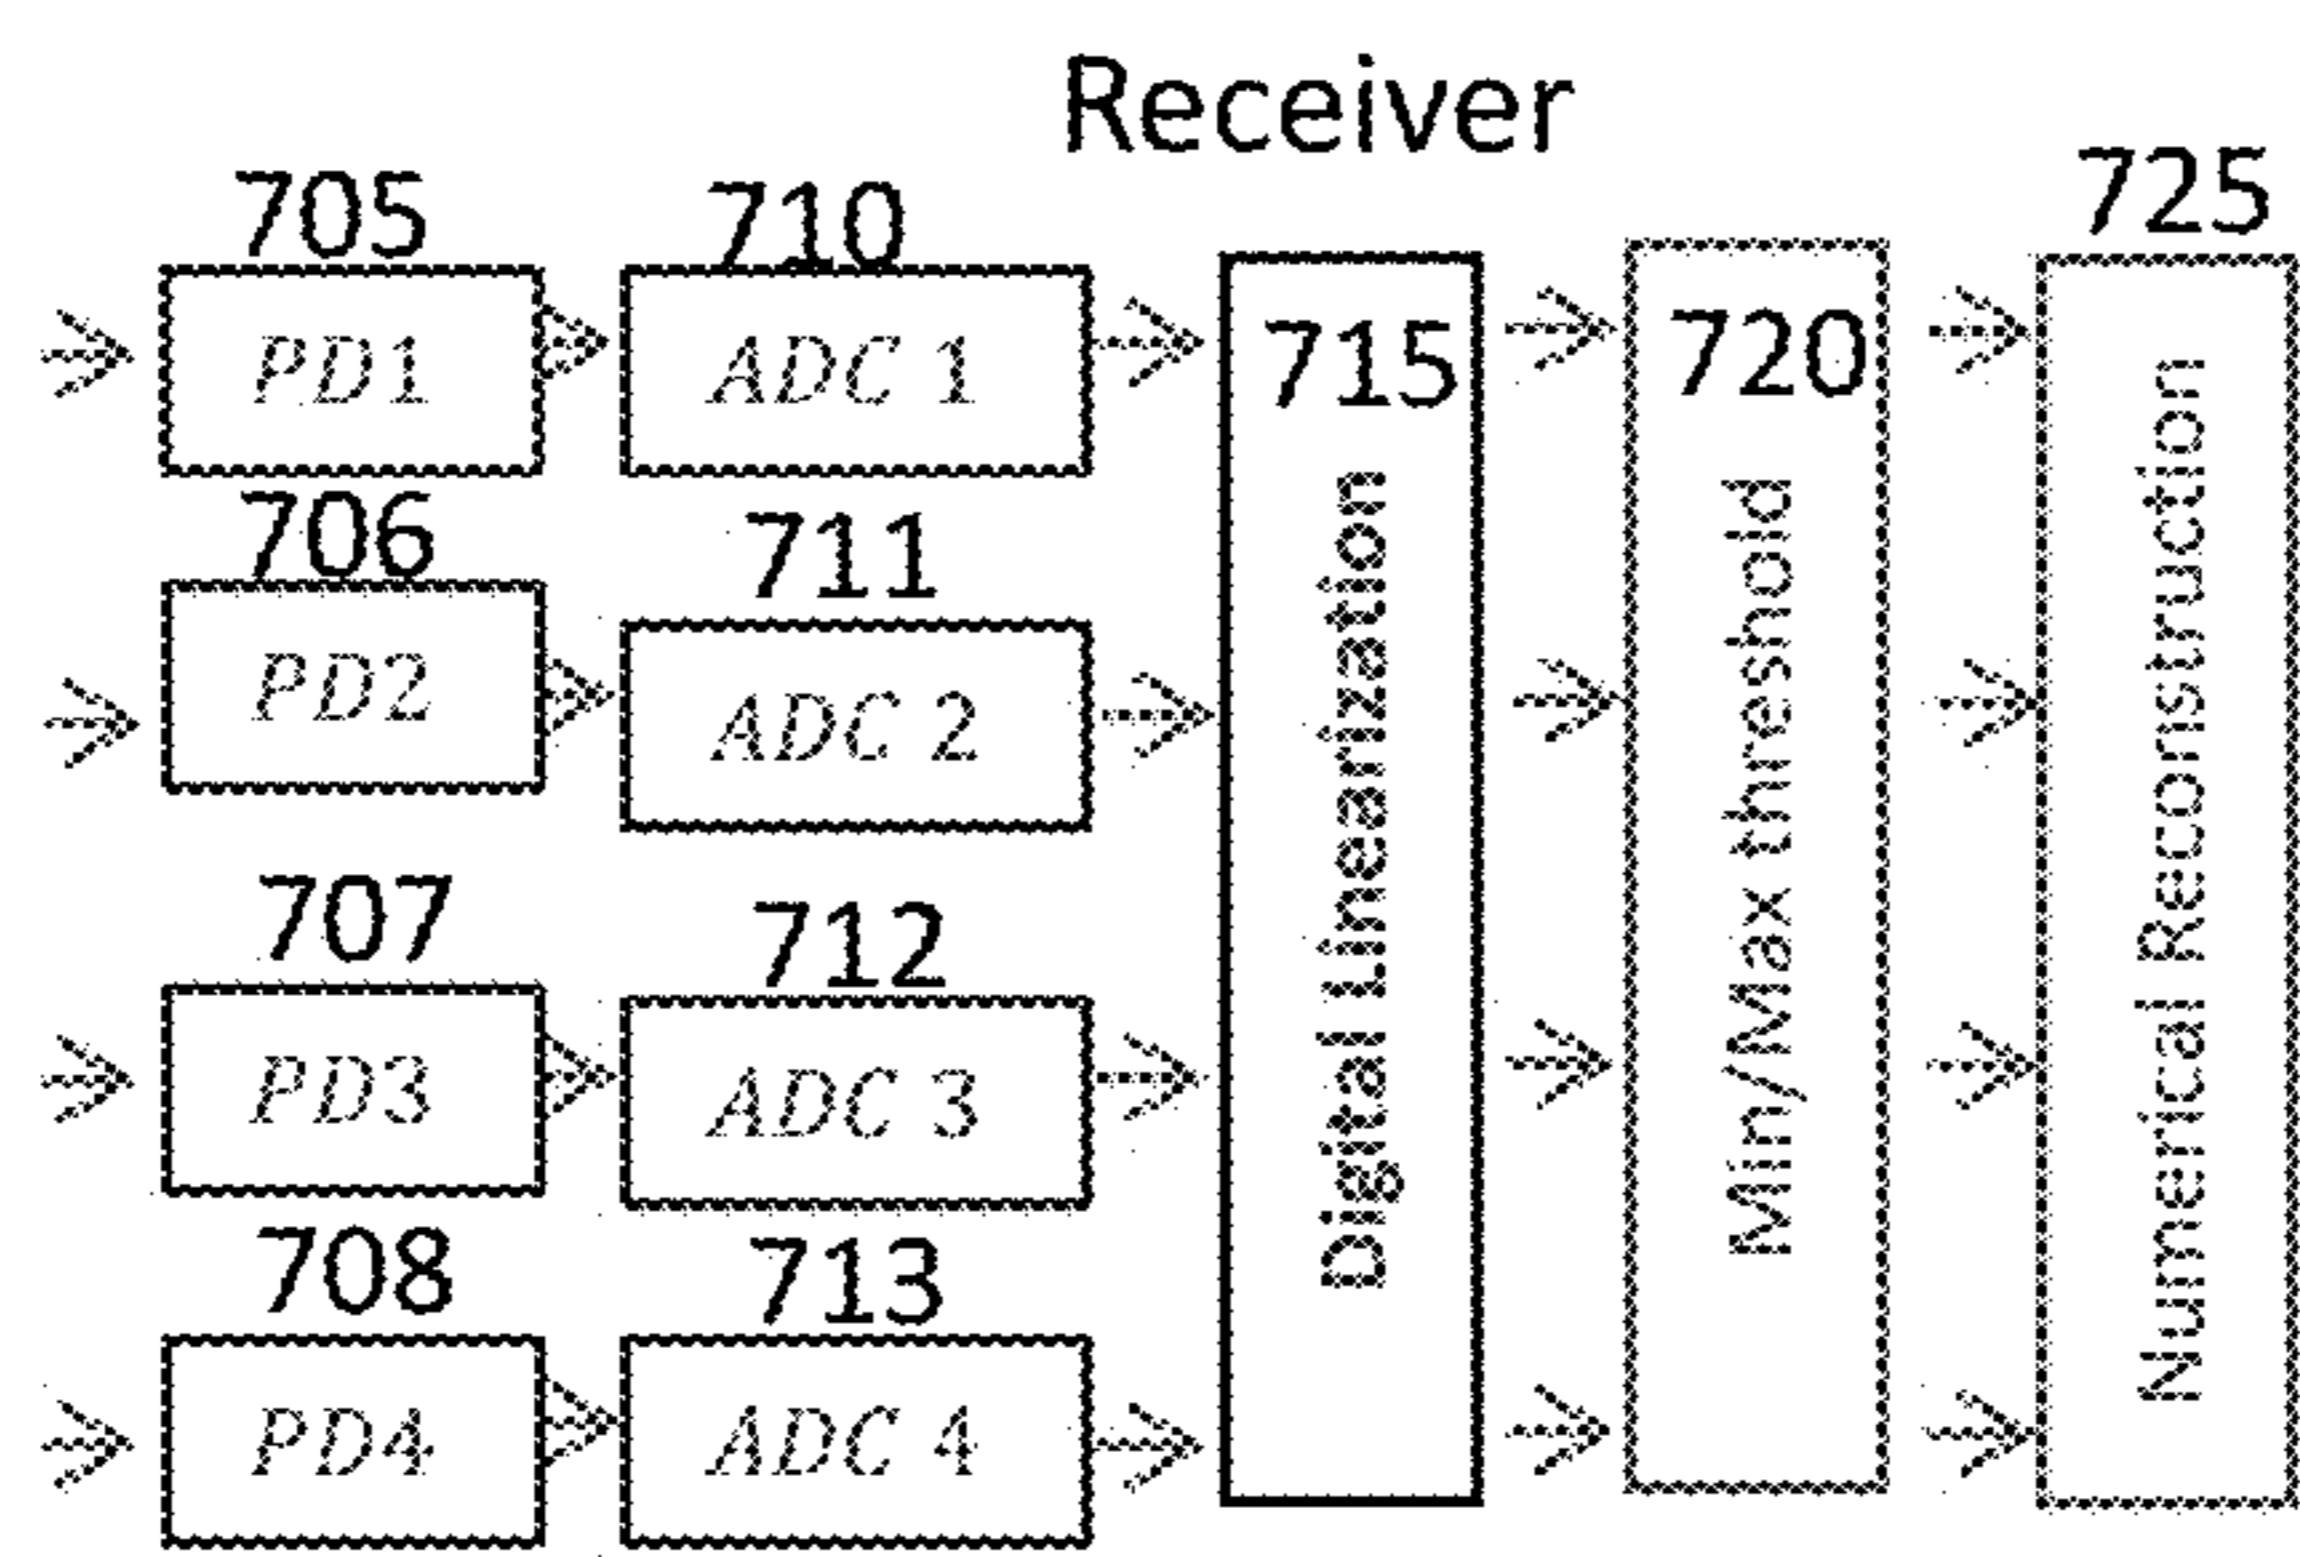 Receiver
705
710
725
PD1
ADC 1
715
720
706
711
PD2
ADC 2
Digital Linearization
Min/Max threshold
Numerical Reconstruction
707
712
PD3
ADC 3
708
713
PD4
ADC 4